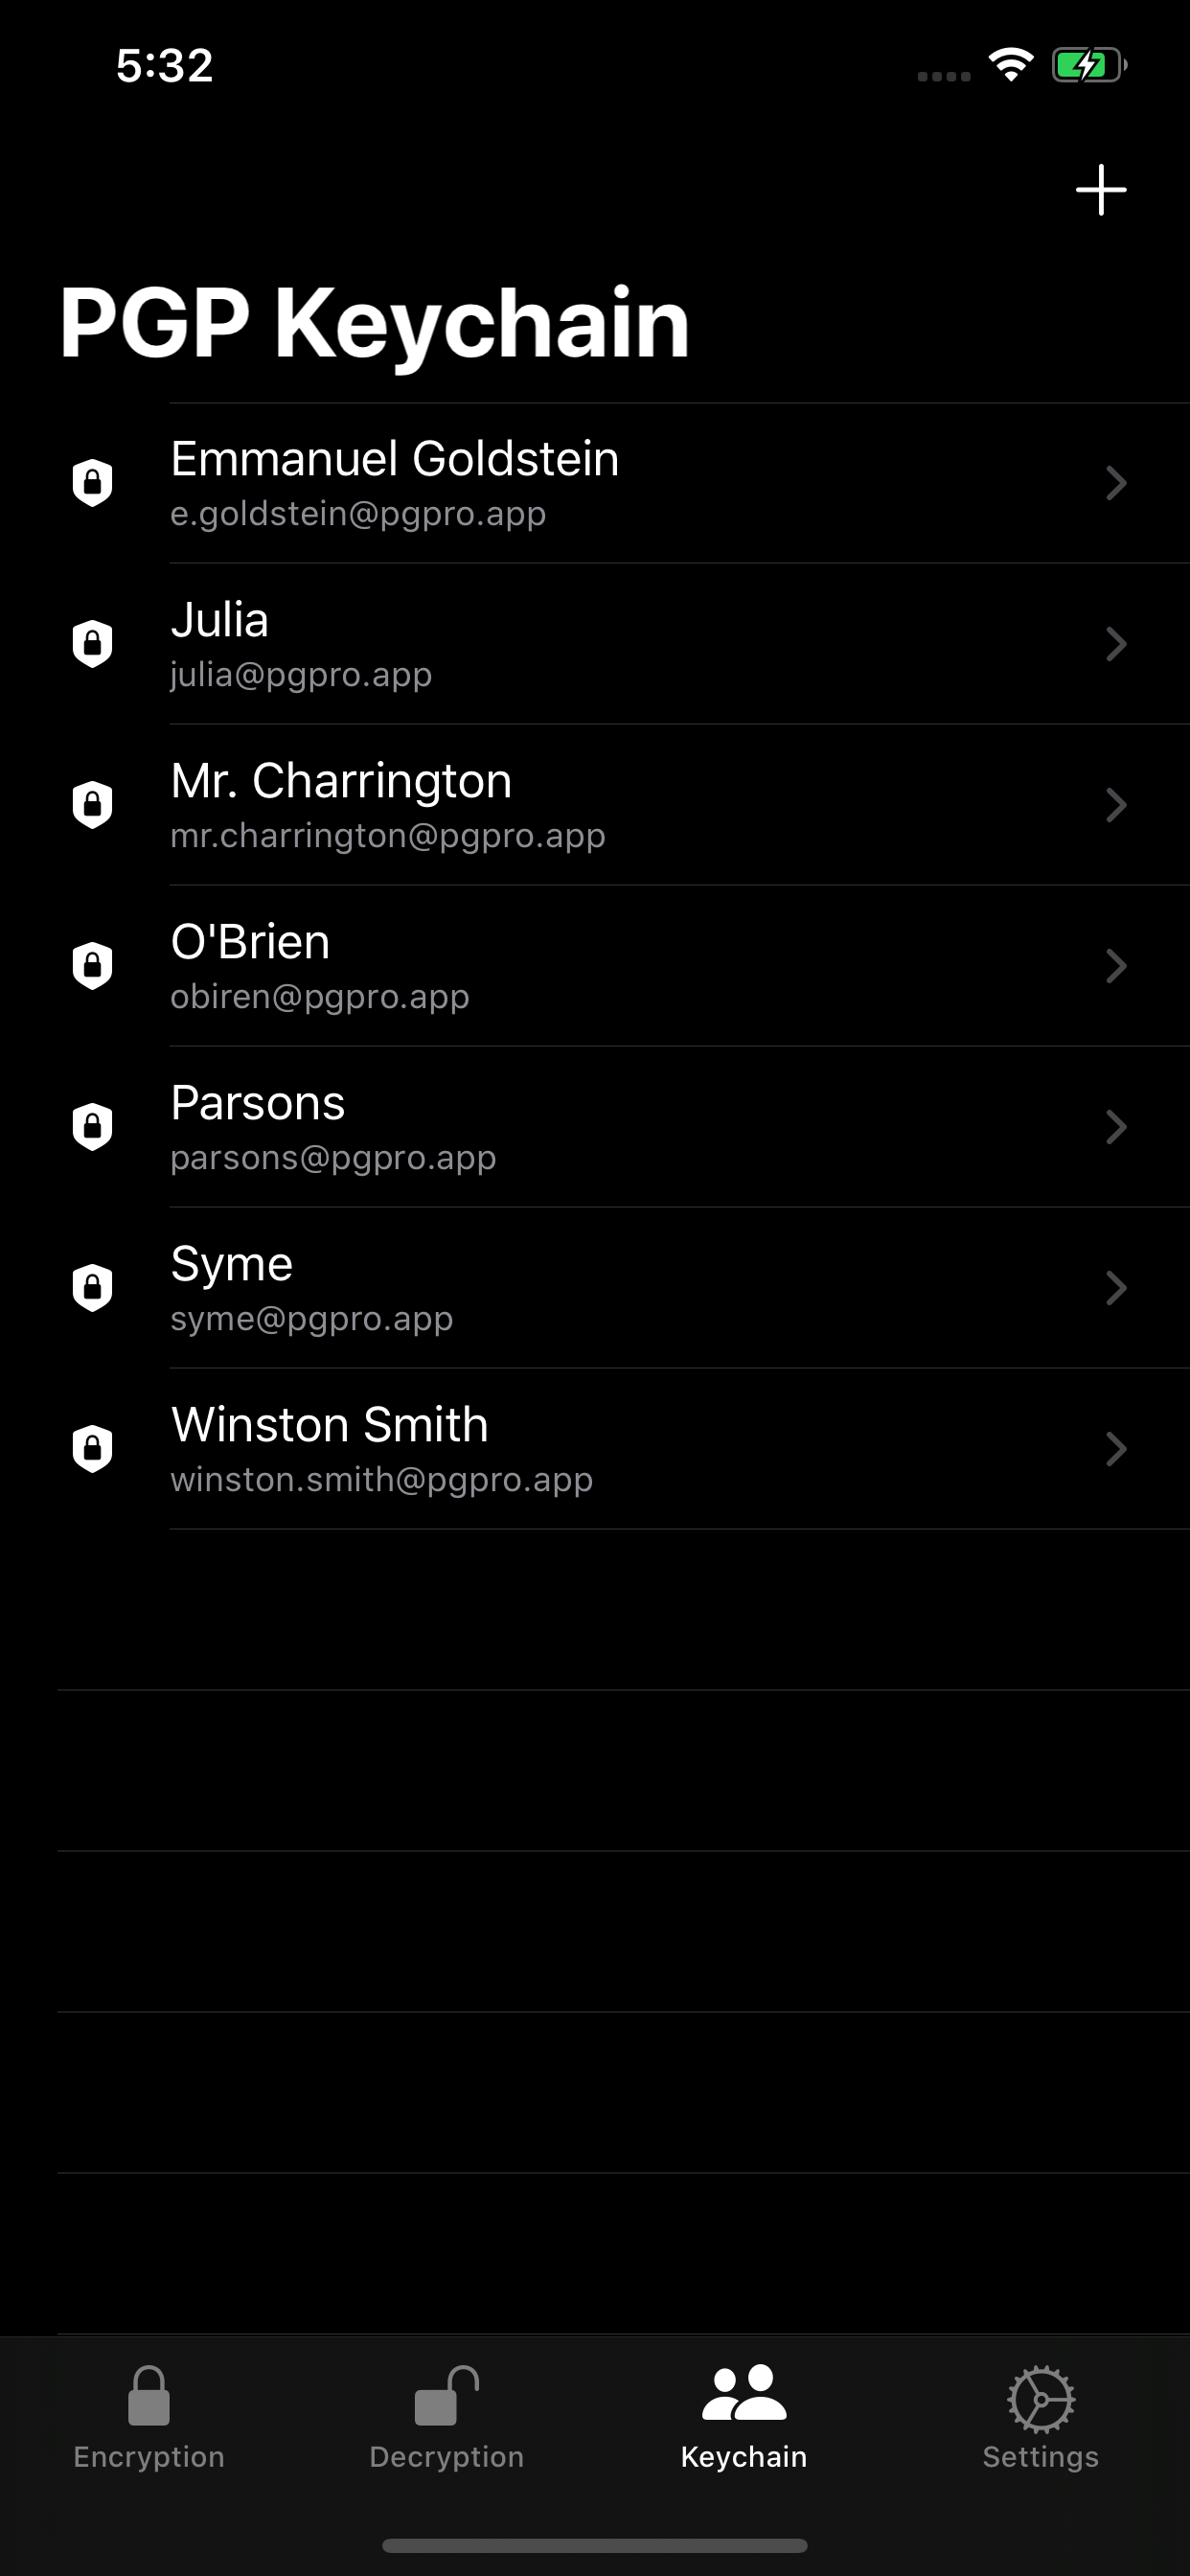 5:32
PGP Keychain
Emmanuel Goldstein
e.goldstein@pgpro.app
Julia
julia@pgpro.app
Mr. Charrington
mr.charrington@pgpro.app
O'Brien
obiren@pgpro.app
Parsons
parsons@pgpro.app
Syme
syme@pgpro.app
Winston Smith
winston.smith@pgpro.app
Encryption Decryption Keychain Settings